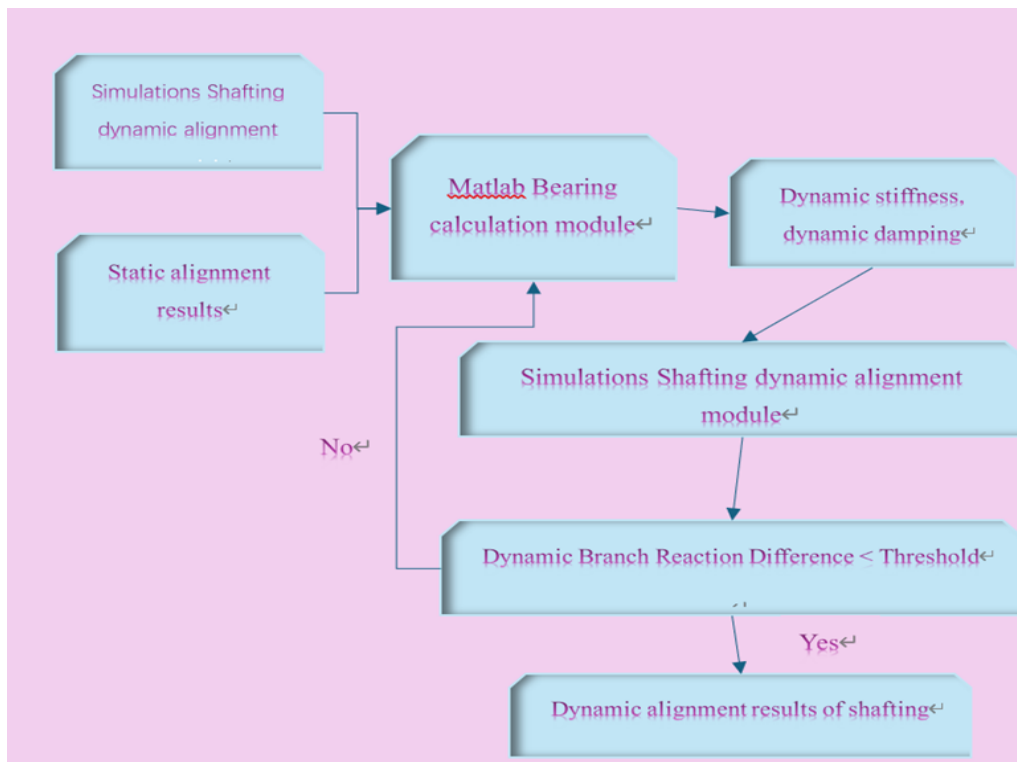 Simulations Shafting
dynamic alignment
Static alignment
results
Matlab Bearing
calculation module
Dynamic stiffness,
dynamic damping
Simulations Shafting dynamic alignment
module
No
Dynamic Branch Reaction Difference < Threshold
Yes
Dynamic alignment results of shafting